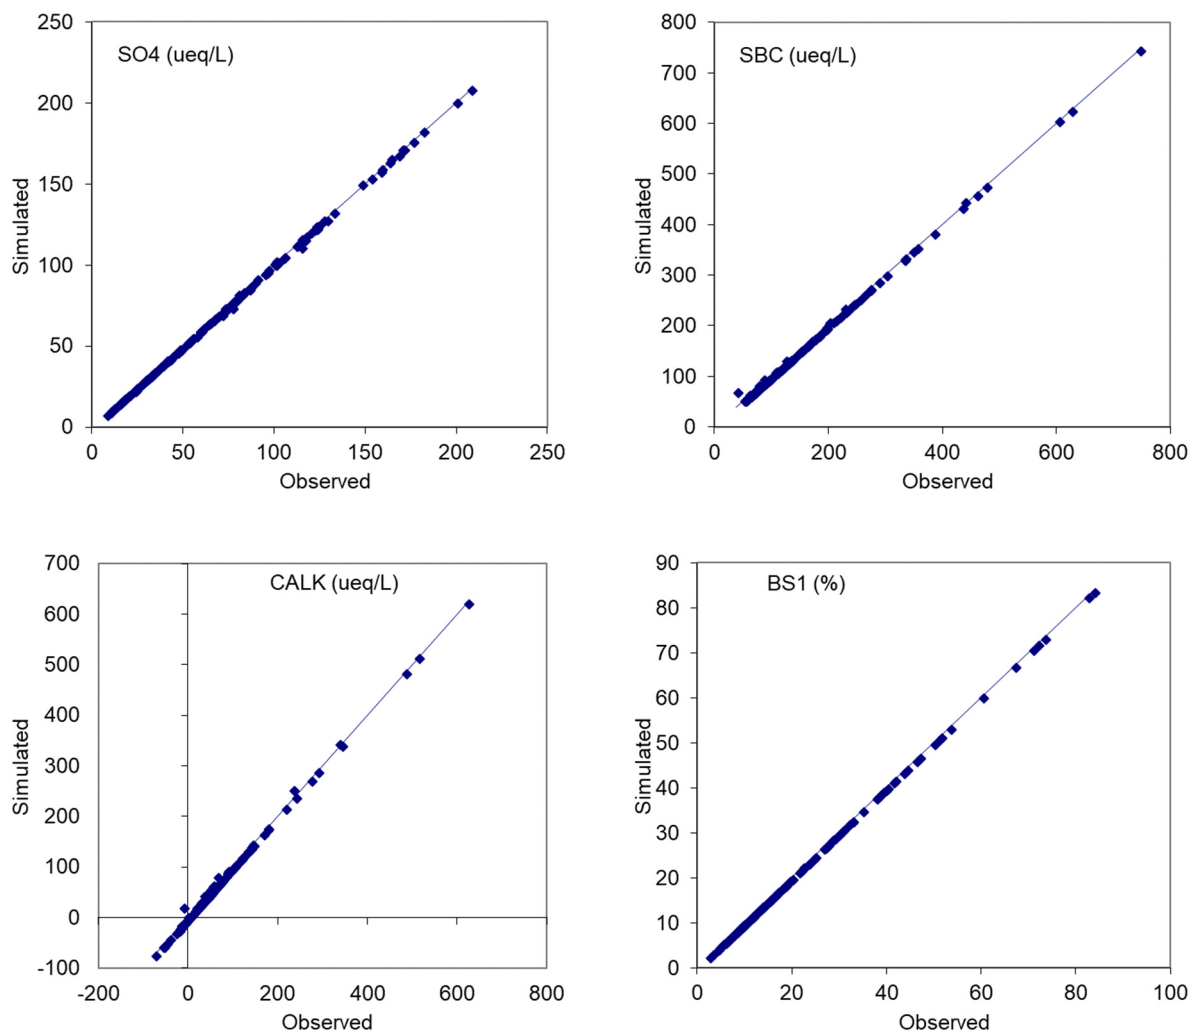 250
SO4 (ueq/L)
200
150
100
50
0
Simulated
0 50 100 150 200 250
Observed
800
SBC (ueq/L)
700
600
500
400
300
200
100
0
Simulated
0 200 400 600 800
Observed
700
CALK (ueq/L)
600
500
400
300
200
100
0
-100
Simulated
-200 0 200 400 600 800
Observed
90
BS1 (%)
80
70
60
50
40
30
20
10
0
Simulated
0 20 40 60 80 100
Observed